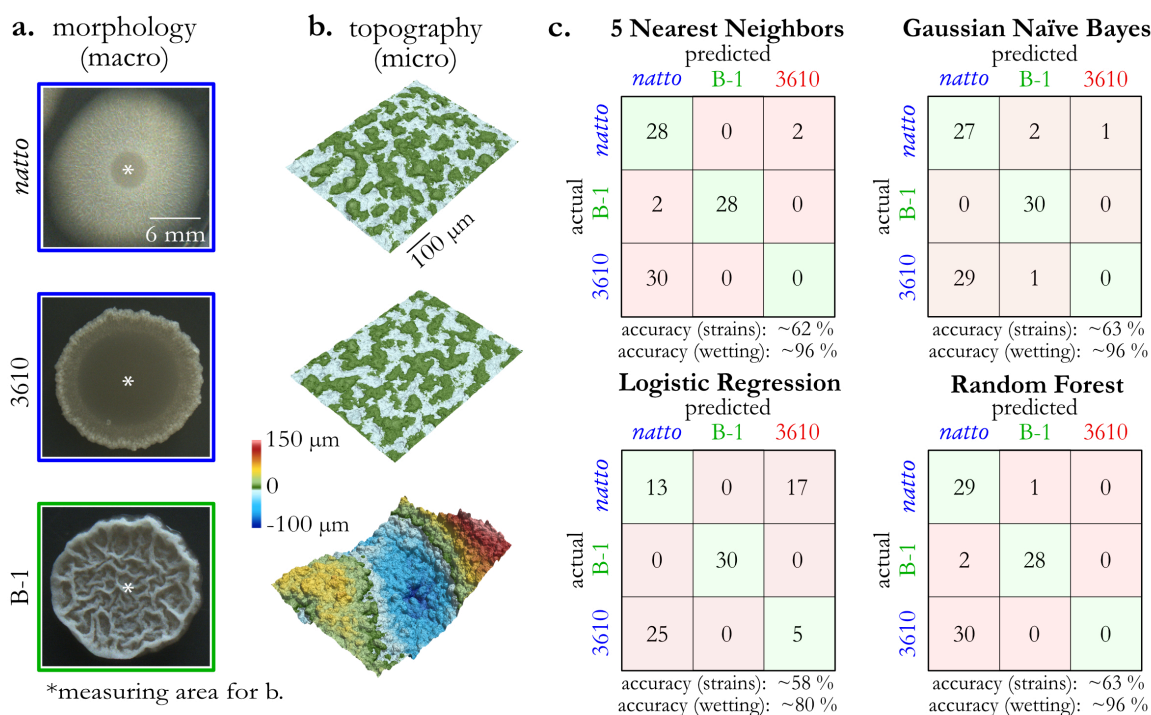 a. morphology
(macro)
natto
*
6 mm
3610
*
B-1
*
*measuring area for b.
b. topography
(micro)
100 µm
150 µm
0
-100 µm
c.
5 Nearest Neighbors
predicted
natto B-1 3610
actual
natto 28 0 2
B-1 2 28 0
3610 30 0 0
accuracy (strains): ~62 %
accuracy (wetting): ~96 %
Gaussian Naïve Bayes
predicted
natto B-1 3610
actual
natto 27 2 1
B-1 0 30 0
3610 29 1 0
accuracy (strains): ~63 %
accuracy (wetting): ~96 %
Logistic Regression
predicted
natto B-1 3610
actual
natto 13 0 17
B-1 0 30 0
3610 25 0 5
accuracy (strains): ~58 %
accuracy (wetting): ~80 %
Random Forest
predicted
natto B-1 3610
actual
natto 29 1 0
B-1 2 28 0
3610 30 0 0
accuracy (strains): ~63 %
accuracy (wetting): ~96 %